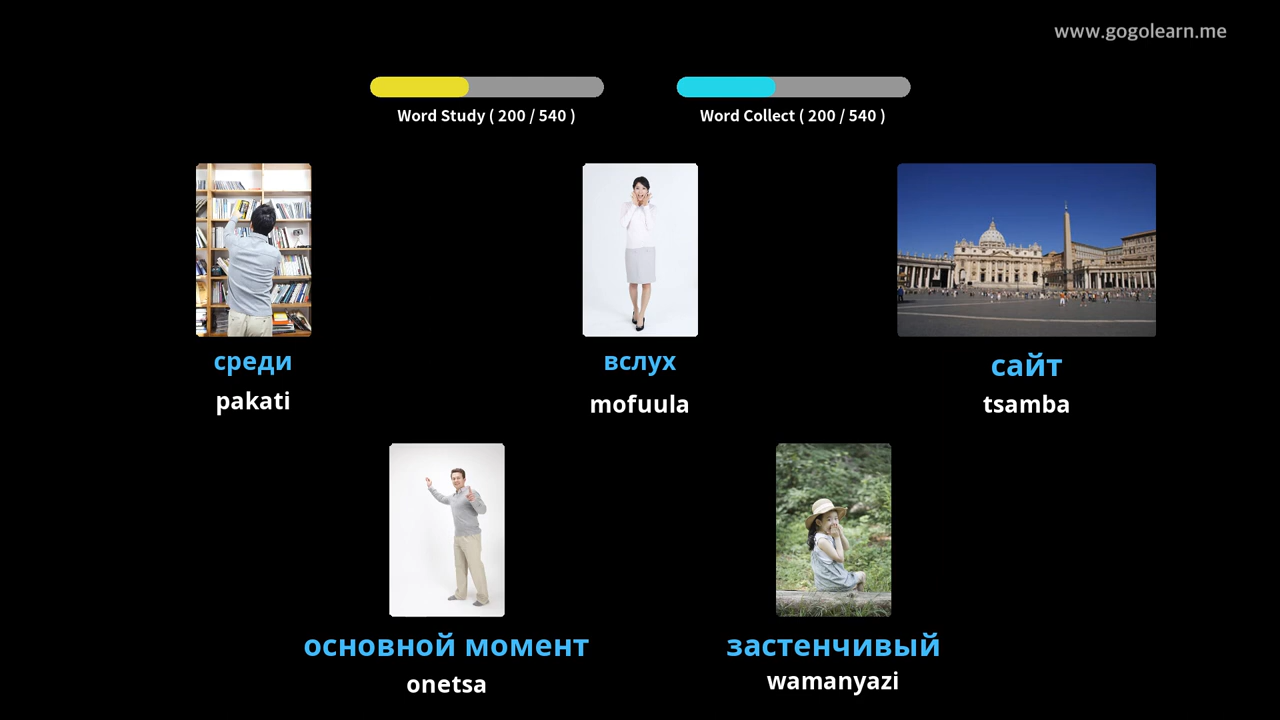 www.gogolearn.me
Word Study ( 200 / 540 )
Word Collect ( 200 / 540 )
среди
pakati
вслух
mofuula
сайт
tsamba
основной момент
onetsa
застенчивый
wamanyazi